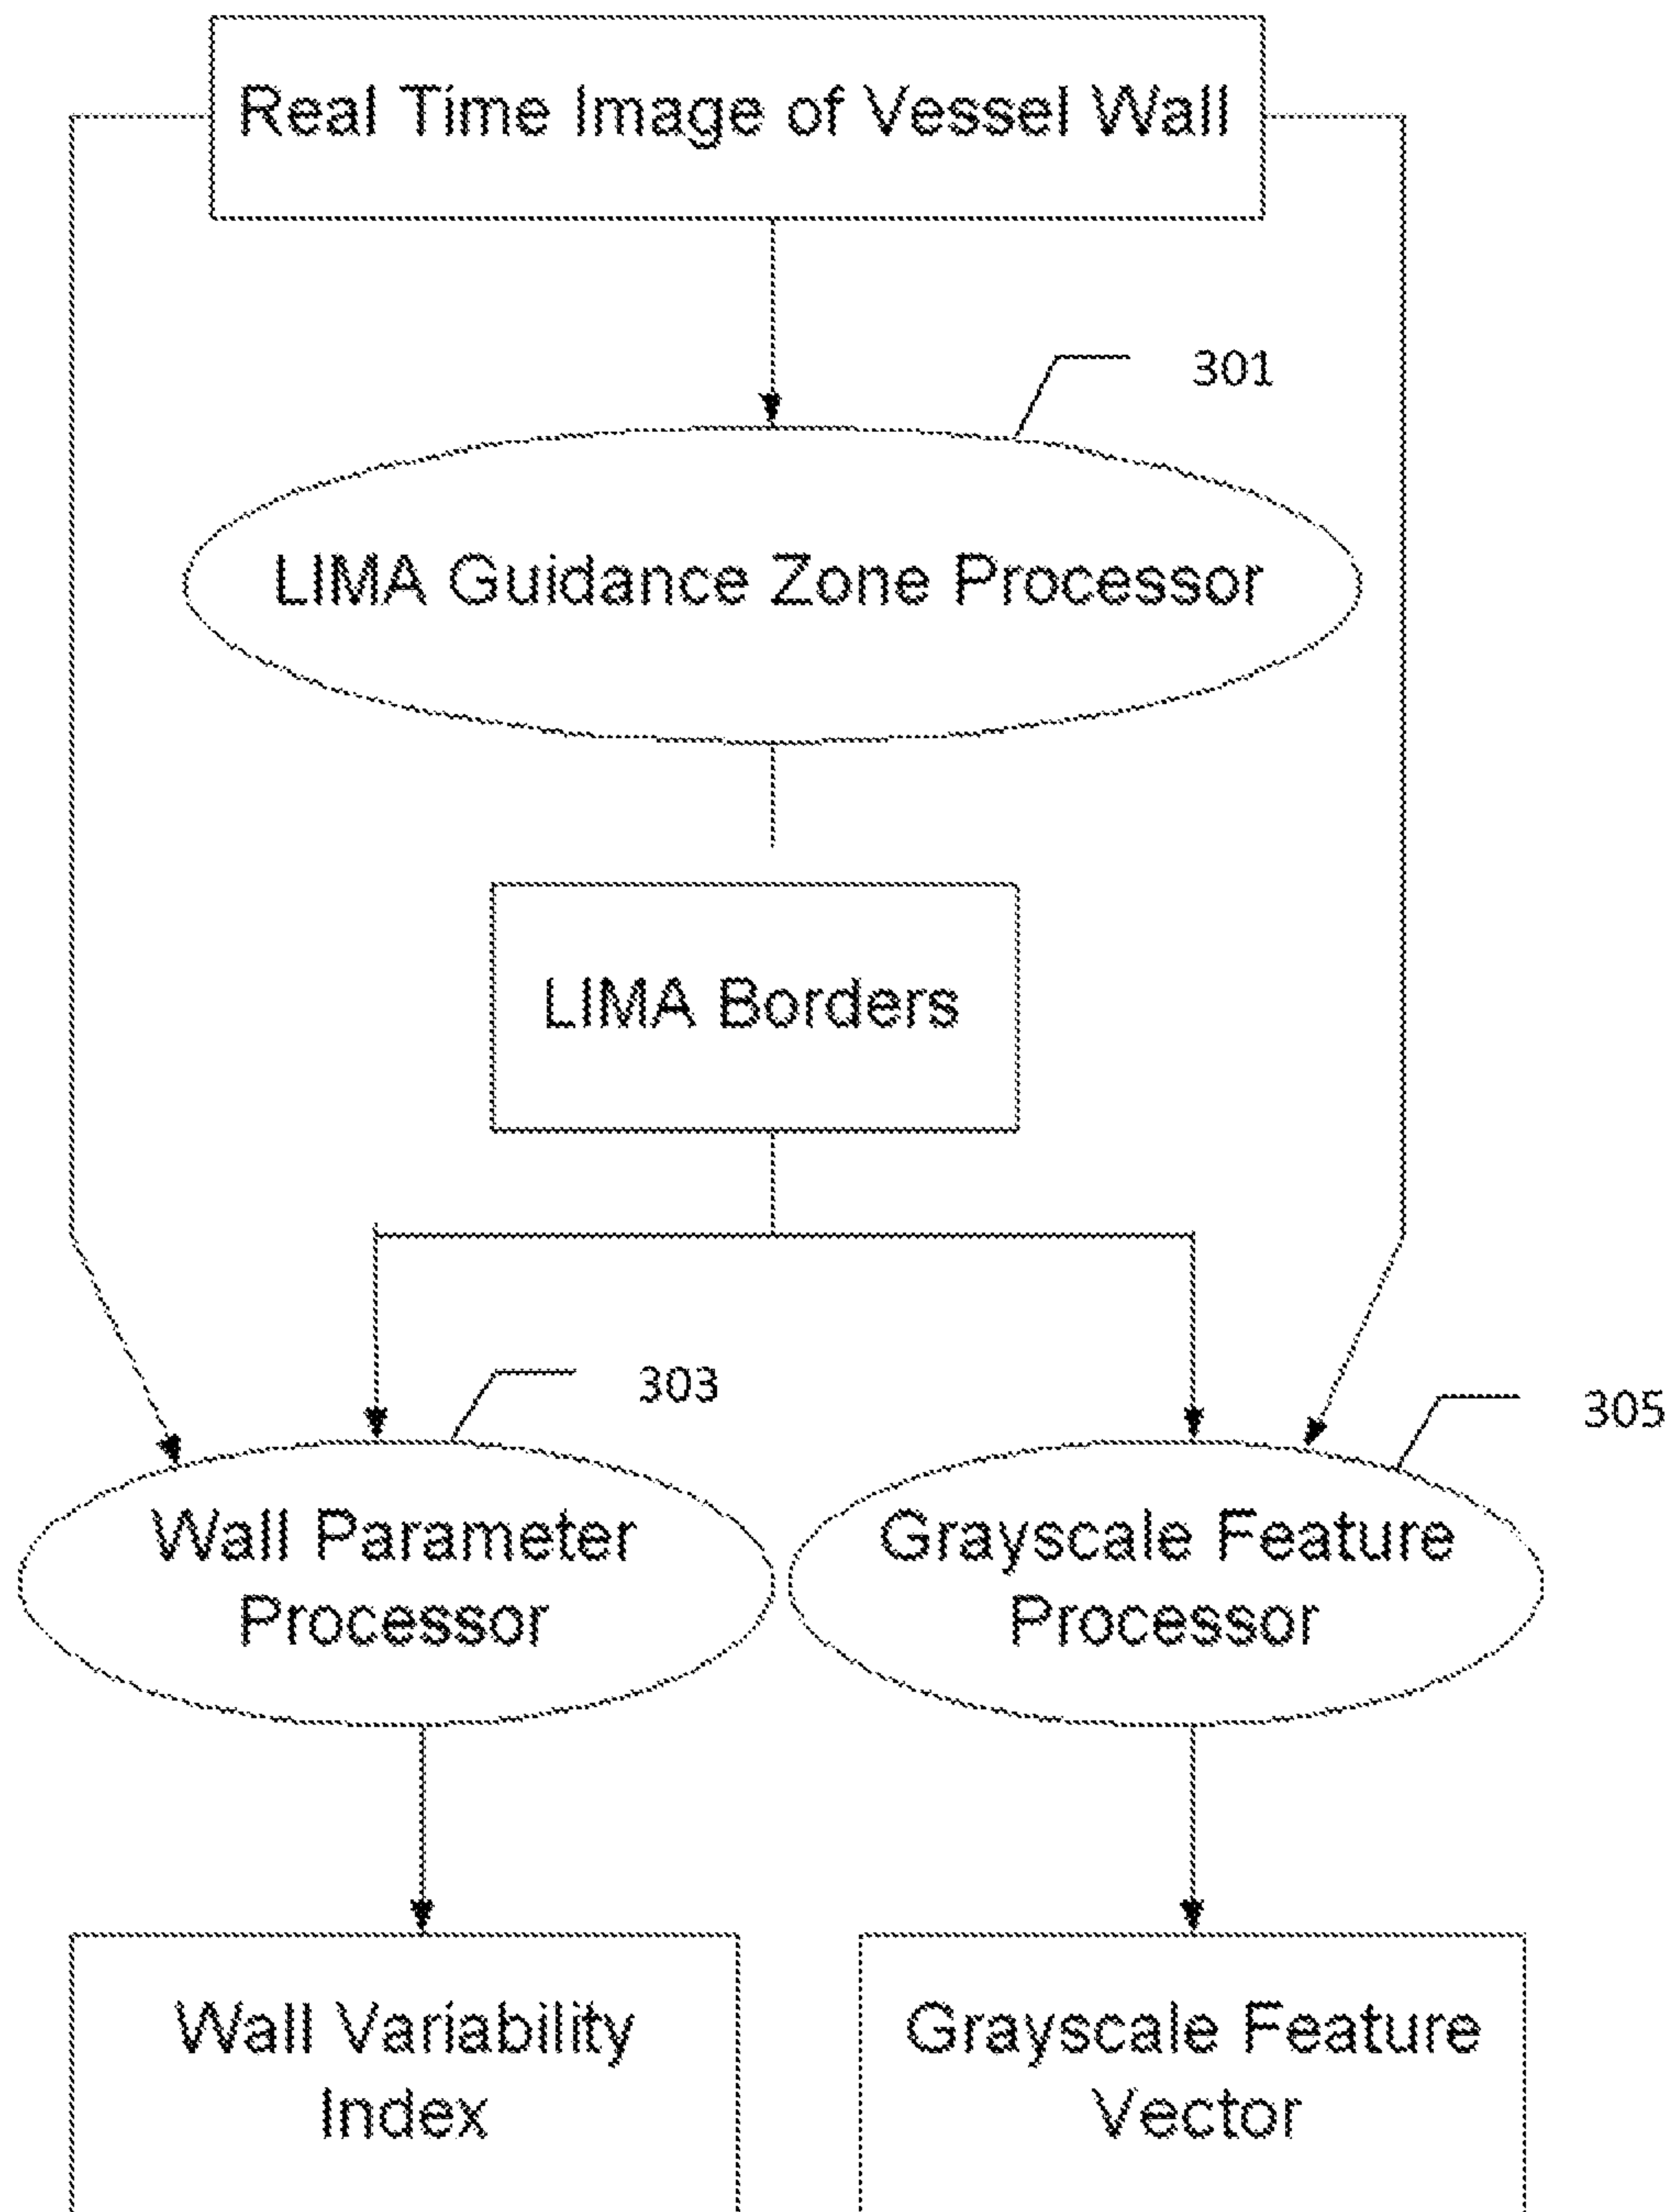 Real Time Image of Vessel Wall
301
LIMA Guidance Zone Processor
LIMA Borders
303
305
Wall Parameter
Processor
Grayscale Feature
Processor
Wall Variability
Index
Grayscale Feature
Vector